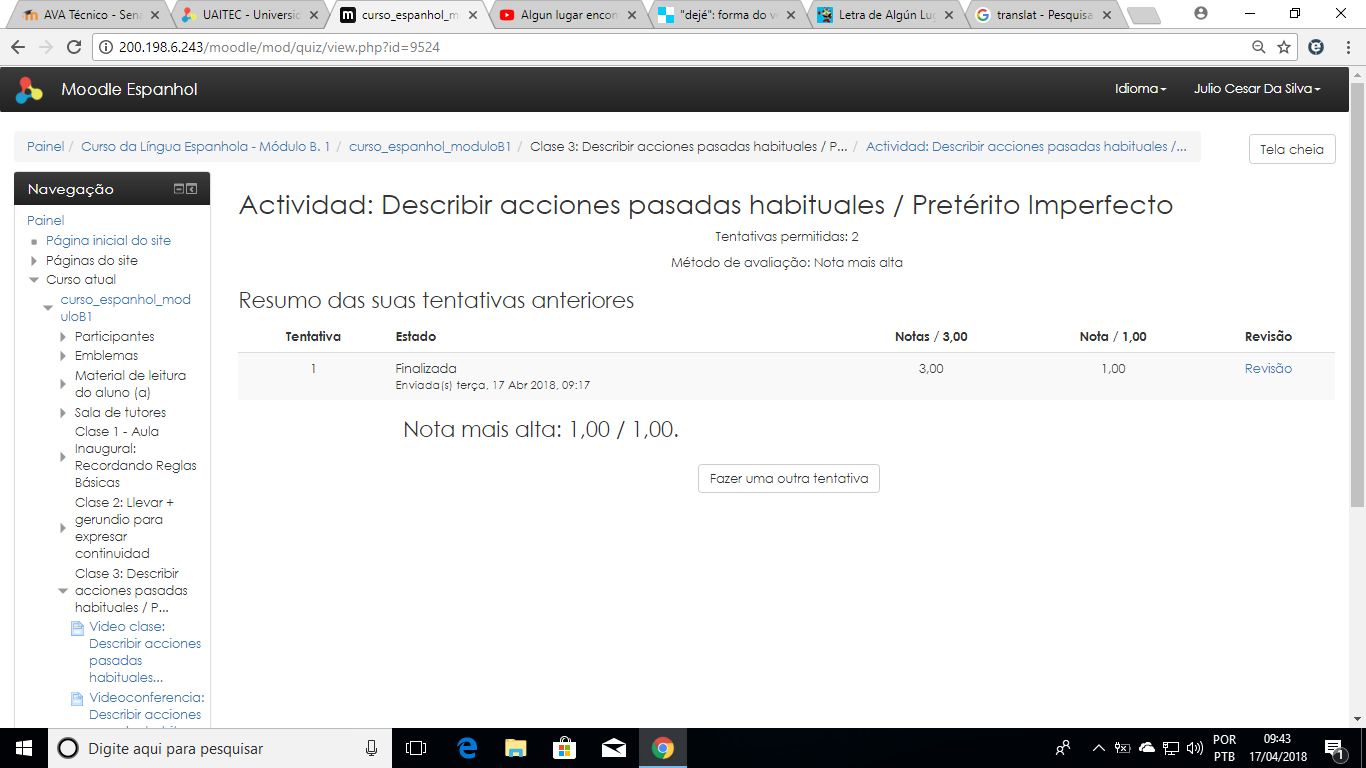 AVA Técnico - Sena
UAITEC - Universid
curso_espanhol_m
Algun lugar encon
"dejé": forma do v
Letra de Algún Lug
translat - Pesquisa
200.198.6.243/moodle/mod/quiz/view.php?id=9524
Moodle Espanhol
Idioma
Julio Cesar Da Silva
Painel / Curso da Língua Espanhola - Módulo B. 1 / curso_espanhol_moduloB1 / Clase 3: Describir acciones pasadas habituales / P... / Actividad: Describir acciones pasadas habituales /...
Tela cheia
Navegação
Painel
Página inicial do site
Páginas do site
Curso atual
curso_espanhol_mod
uloB1
Participantes
Emblemas
Material de leitura
do aluno (a)
Sala de tutores
Clase 1 - Aula
Inaugural:
Recordando Reglas
Básicas
Clase 2: Llevar +
gerundio para
expresar
continuidad
Clase 3: Describir
acciones pasadas
habituales / P...
Video clase:
Describir acciones
pasadas
habituales...
Videoconferencia:
Describir acciones
Actividad: Describir acciones pasadas habituales / Pretérito Imperfecto
Tentativas permitidas: 2
Método de avaliação: Nota mais alta
Resumo das suas tentativas anteriores
Tentativa Estado Notas / 3,00 Nota / 1,00 Revisão
1 Finalizada 3,00 1,00 Revisão
Enviada(s) terça, 17 Abr 2018, 09:17
Nota mais alta: 1,00 / 1,00.
Fazer uma outra tentativa
Digite aqui para pesquisar
POR
PTB
09:43
17/04/2018
1